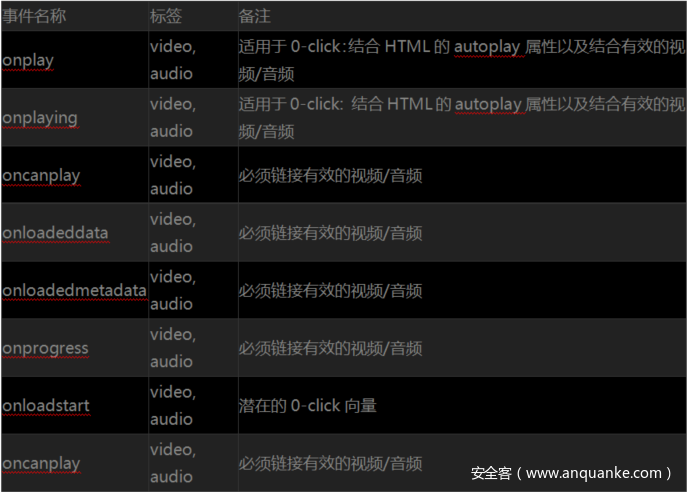 事件名称 标签 备注
onplay video, audio 适用于 0-click:结合 HTML 的 autoplay 属性以及结合有效的视
频/音频
onplaying video, audio 适用于 0-click: 结合 HTML 的 autoplay 属性以及结合有效的视
频/音频
oncanplay video, audio 必须链接有效的视频/音频
onloadeddata video, audio 必须链接有效的视频/音频
onloadedmetadata video, audio 必须链接有效的视频/音频
onprogress video, audio 必须链接有效的视频/音频
onloadstart video, audio 潜在的 0-click 向量
oncanplay video, audio 必须链接有效的视频/音频
安全客（www.anquanke.com）